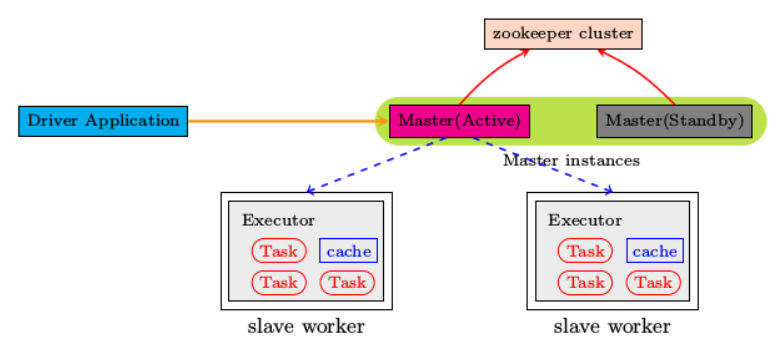 zookeeper cluster
Driver Application
Master(Active)
Master(Standby)
Master instances
Executor
Task
cache
Task
Task
slave worker
Executor
Task
cache
Task
Task
slave worker